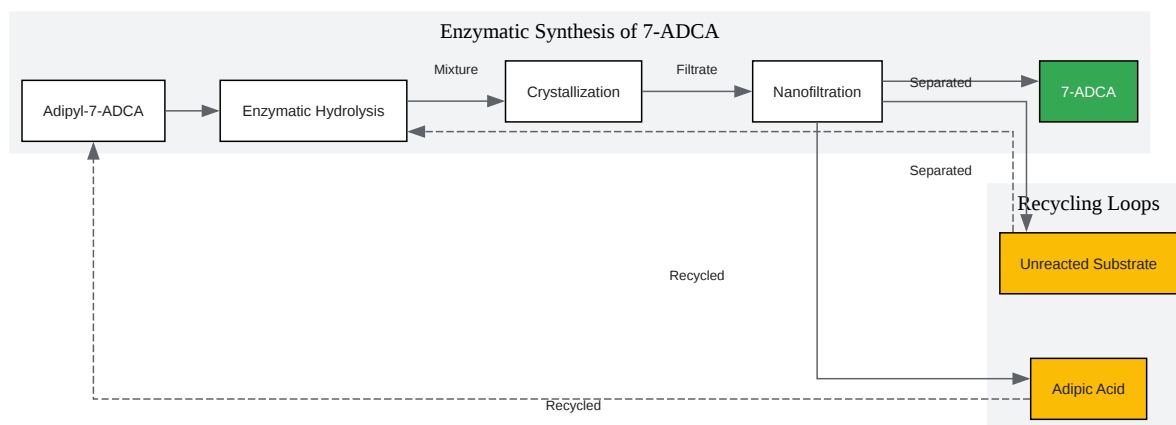 Enzymatic Synthesis of 7-ADCA
Mixture
Filtrate
Separated
Adipyl-7-ADCA
Enzymatic Hydrolysis
Crystallization
Nanofiltration
7-ADCA
Separated
Recycling Loops
Unreacted Substrate
Recycled
Adipic Acid
Recycled